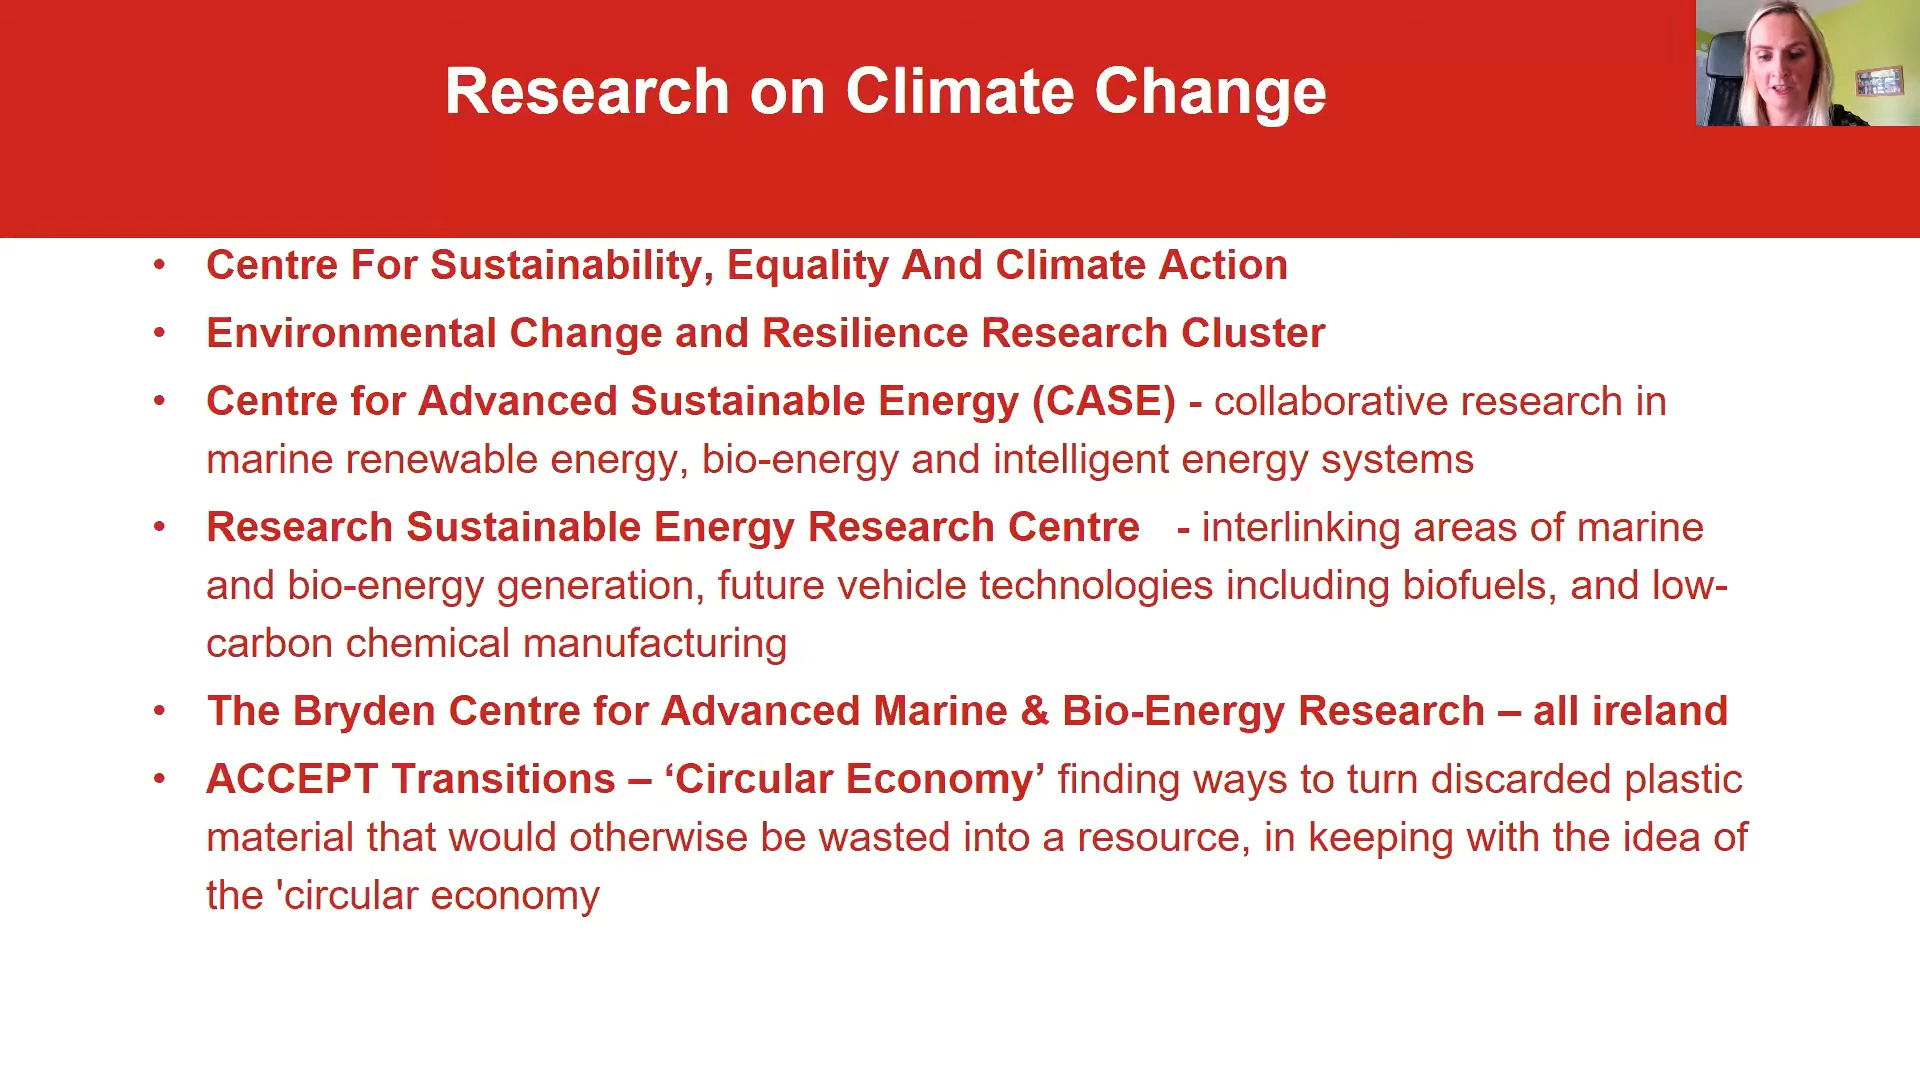 Research on Climate Change
• Centre For Sustainability, Equality And Climate Action
• Environmental Change and Resilience Research Cluster
• Centre for Advanced Sustainable Energy (CASE) - collaborative research in
marine renewable energy, bio-energy and intelligent energy systems
• Research Sustainable Energy Research Centre - interlinking areas of marine
and bio-energy generation, future vehicle technologies including biofuels, and low-
carbon chemical manufacturing
• The Bryden Centre for Advanced Marine & Bio-Energy Research – all ireland
• ACCEPT Transitions – ‘Circular Economy’ finding ways to turn discarded plastic
material that would otherwise be wasted into a resource, in keeping with the idea of
the 'circular economy